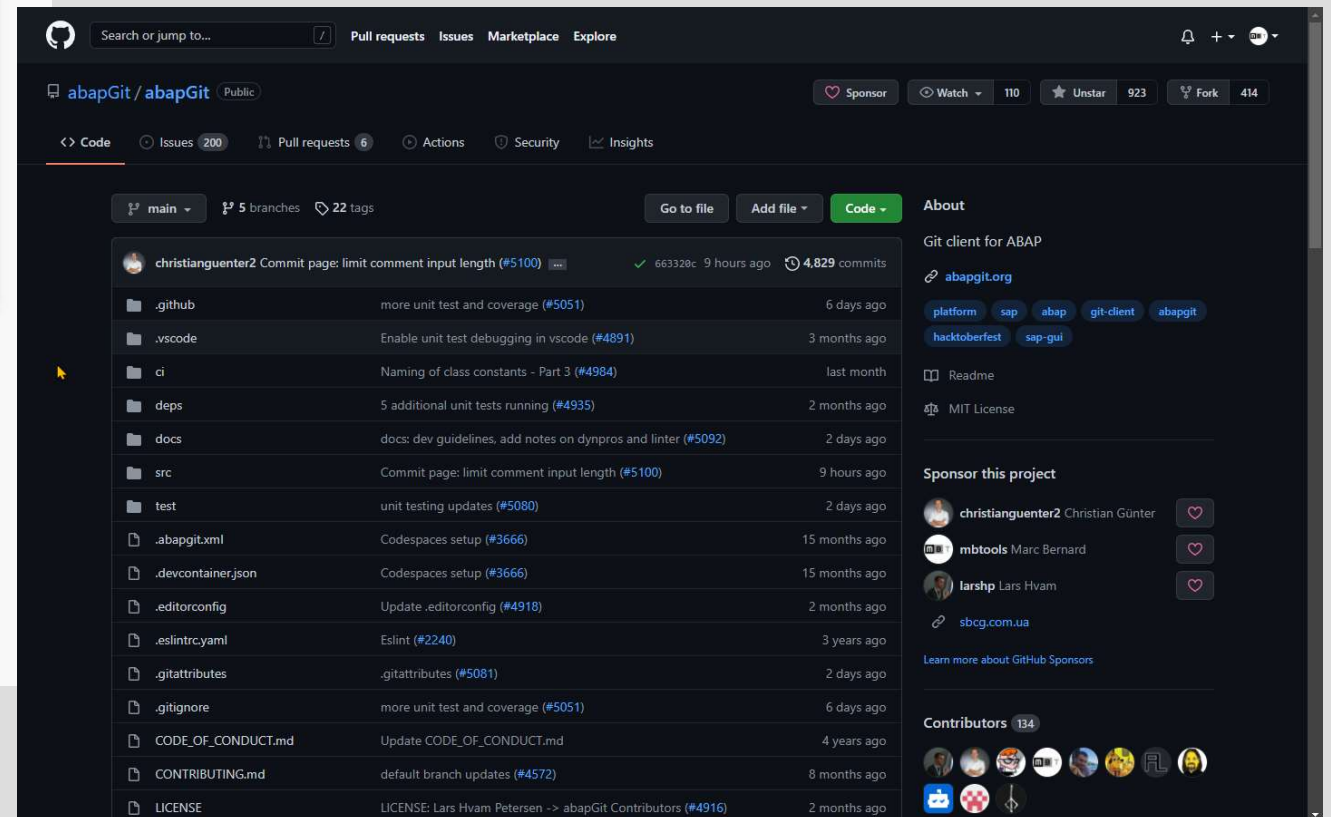 Search or jump to... / Pull requests Issues Marketplace Explore
abapGit / abapGit Public Sponsor Watch 110 Unstar 923 Fork 414
<> Code Issues 200 Pull requests 6 Actions Security Insights
main 5 branches 22 tags Go to file Add file Code
christianguenter2 Commit page: limit comment input length (#5100) ... 663320c 9 hours ago 4,829 commits
.github more unit test and coverage (#5051) 6 days ago
.vscode Enable unit test debugging in vscode (#4891) 3 months ago
ci Naming of class constants - Part 3 (#4984) last month
deps 5 additional unit tests running (#4935) 2 months ago
docs docs: dev guidelines, add notes on dynpros and linter (#5092) 2 days ago
src Commit page: limit comment input length (#5100) 9 hours ago
test unit testing updates (#5080) 2 days ago
.abapgit.xml Codespaces setup (#3666) 15 months ago
.devcontainer.json Codespaces setup (#3666) 15 months ago
.editorconfig Update .editorconfig (#4918) 2 months ago
.eslintrc.yaml Eslint (#2240) 3 years ago
.gitattributes .gitattributes (#5081) 2 days ago
.gitignore more unit test and coverage (#5051) 6 days ago
CODE_OF_CONDUCT.md Update CODE_OF_CONDUCT.md 4 years ago
CONTRIBUTING.md default branch updates (#4572) 8 months ago
LICENSE LICENSE: Lars Hvam Petersen -> abapGit Contributors (#4916) 2 months ago
About
Git client for ABAP
abapgit.org
platform sap abap git-client abapgit
hacktoberfest sap-gui
Readme
MIT License
Sponsor this project
christianguenter2 Christian Günter
mbtools Marc Bernard
larshp Lars Hvam
sbcg.com.ua
Learn more about GitHub Sponsors
Contributors 134